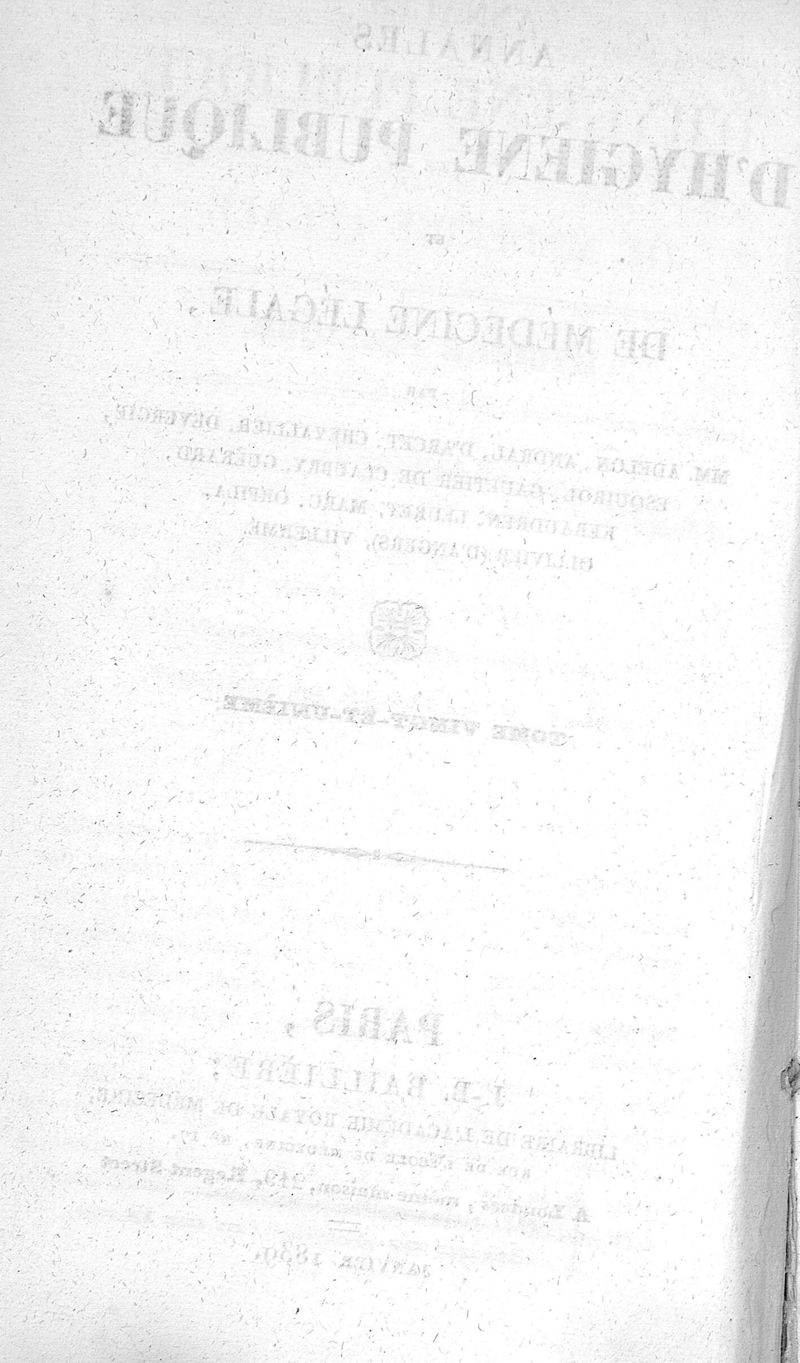 ANNALES
D'HYGIÈNE PUBLIQUE
ET
DE MÉDECINE LÉGALE,
PAR
MM. ADELON, ANDRAL, D'ARCET, CHEVALLIER, DEVERGIE,
ESQUIROL, GAULTIER DE CLAUBRY, GUÉRARD,
KERAUDREN, LEURET, MARC, ORFILA,
OLLIVIER (D'ANGERS), VILLERMÉ
TOME VINGT-ET-UNIÈME
PARIS,
J.-B. BAILLIÈRE;
LIBRAIRE DE L'ACADÉMIE ROYALE DE MÉDECINE,
RUE DE L'ÉCOLE DE MÉDECINE, N° 17.
A Londres, même maison, 219, Regent Street
JANVIER 1839.